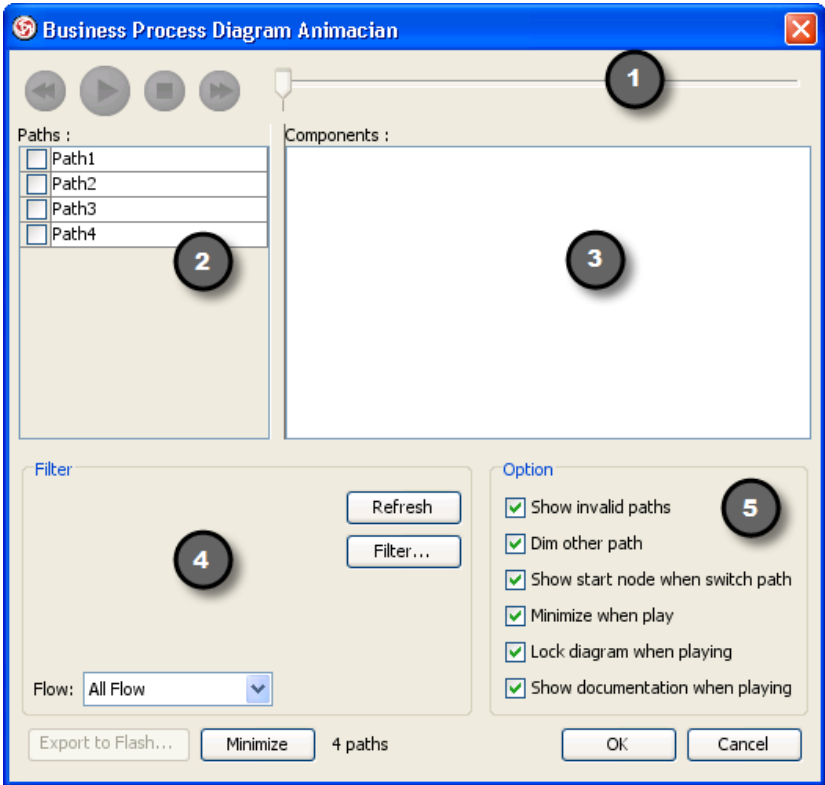 Business Process Diagram Animacian
1
Paths :
Components :
Path1
Path2
Path3
Path4
2
3
Filter
Refresh
Filter...
4
Flow: All Flow
Option
Show invalid paths
5
Dim other path
Show start node when switch path
Minimize when play
Lock diagram when playing
Show documentation when playing
Export to Flash...
Minimize
4 paths
OK
Cancel